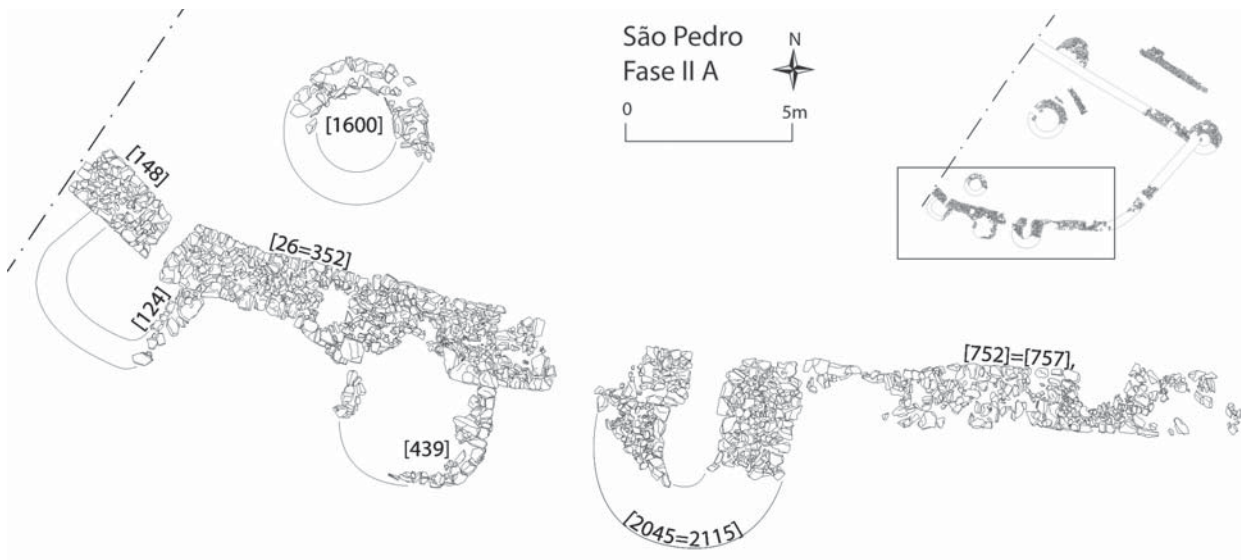 São Pedro
Fase II A
N
0 5m
[1600]
[148]
[26=352]
[124]
[439]
[752]=[757],
[2045=2115]